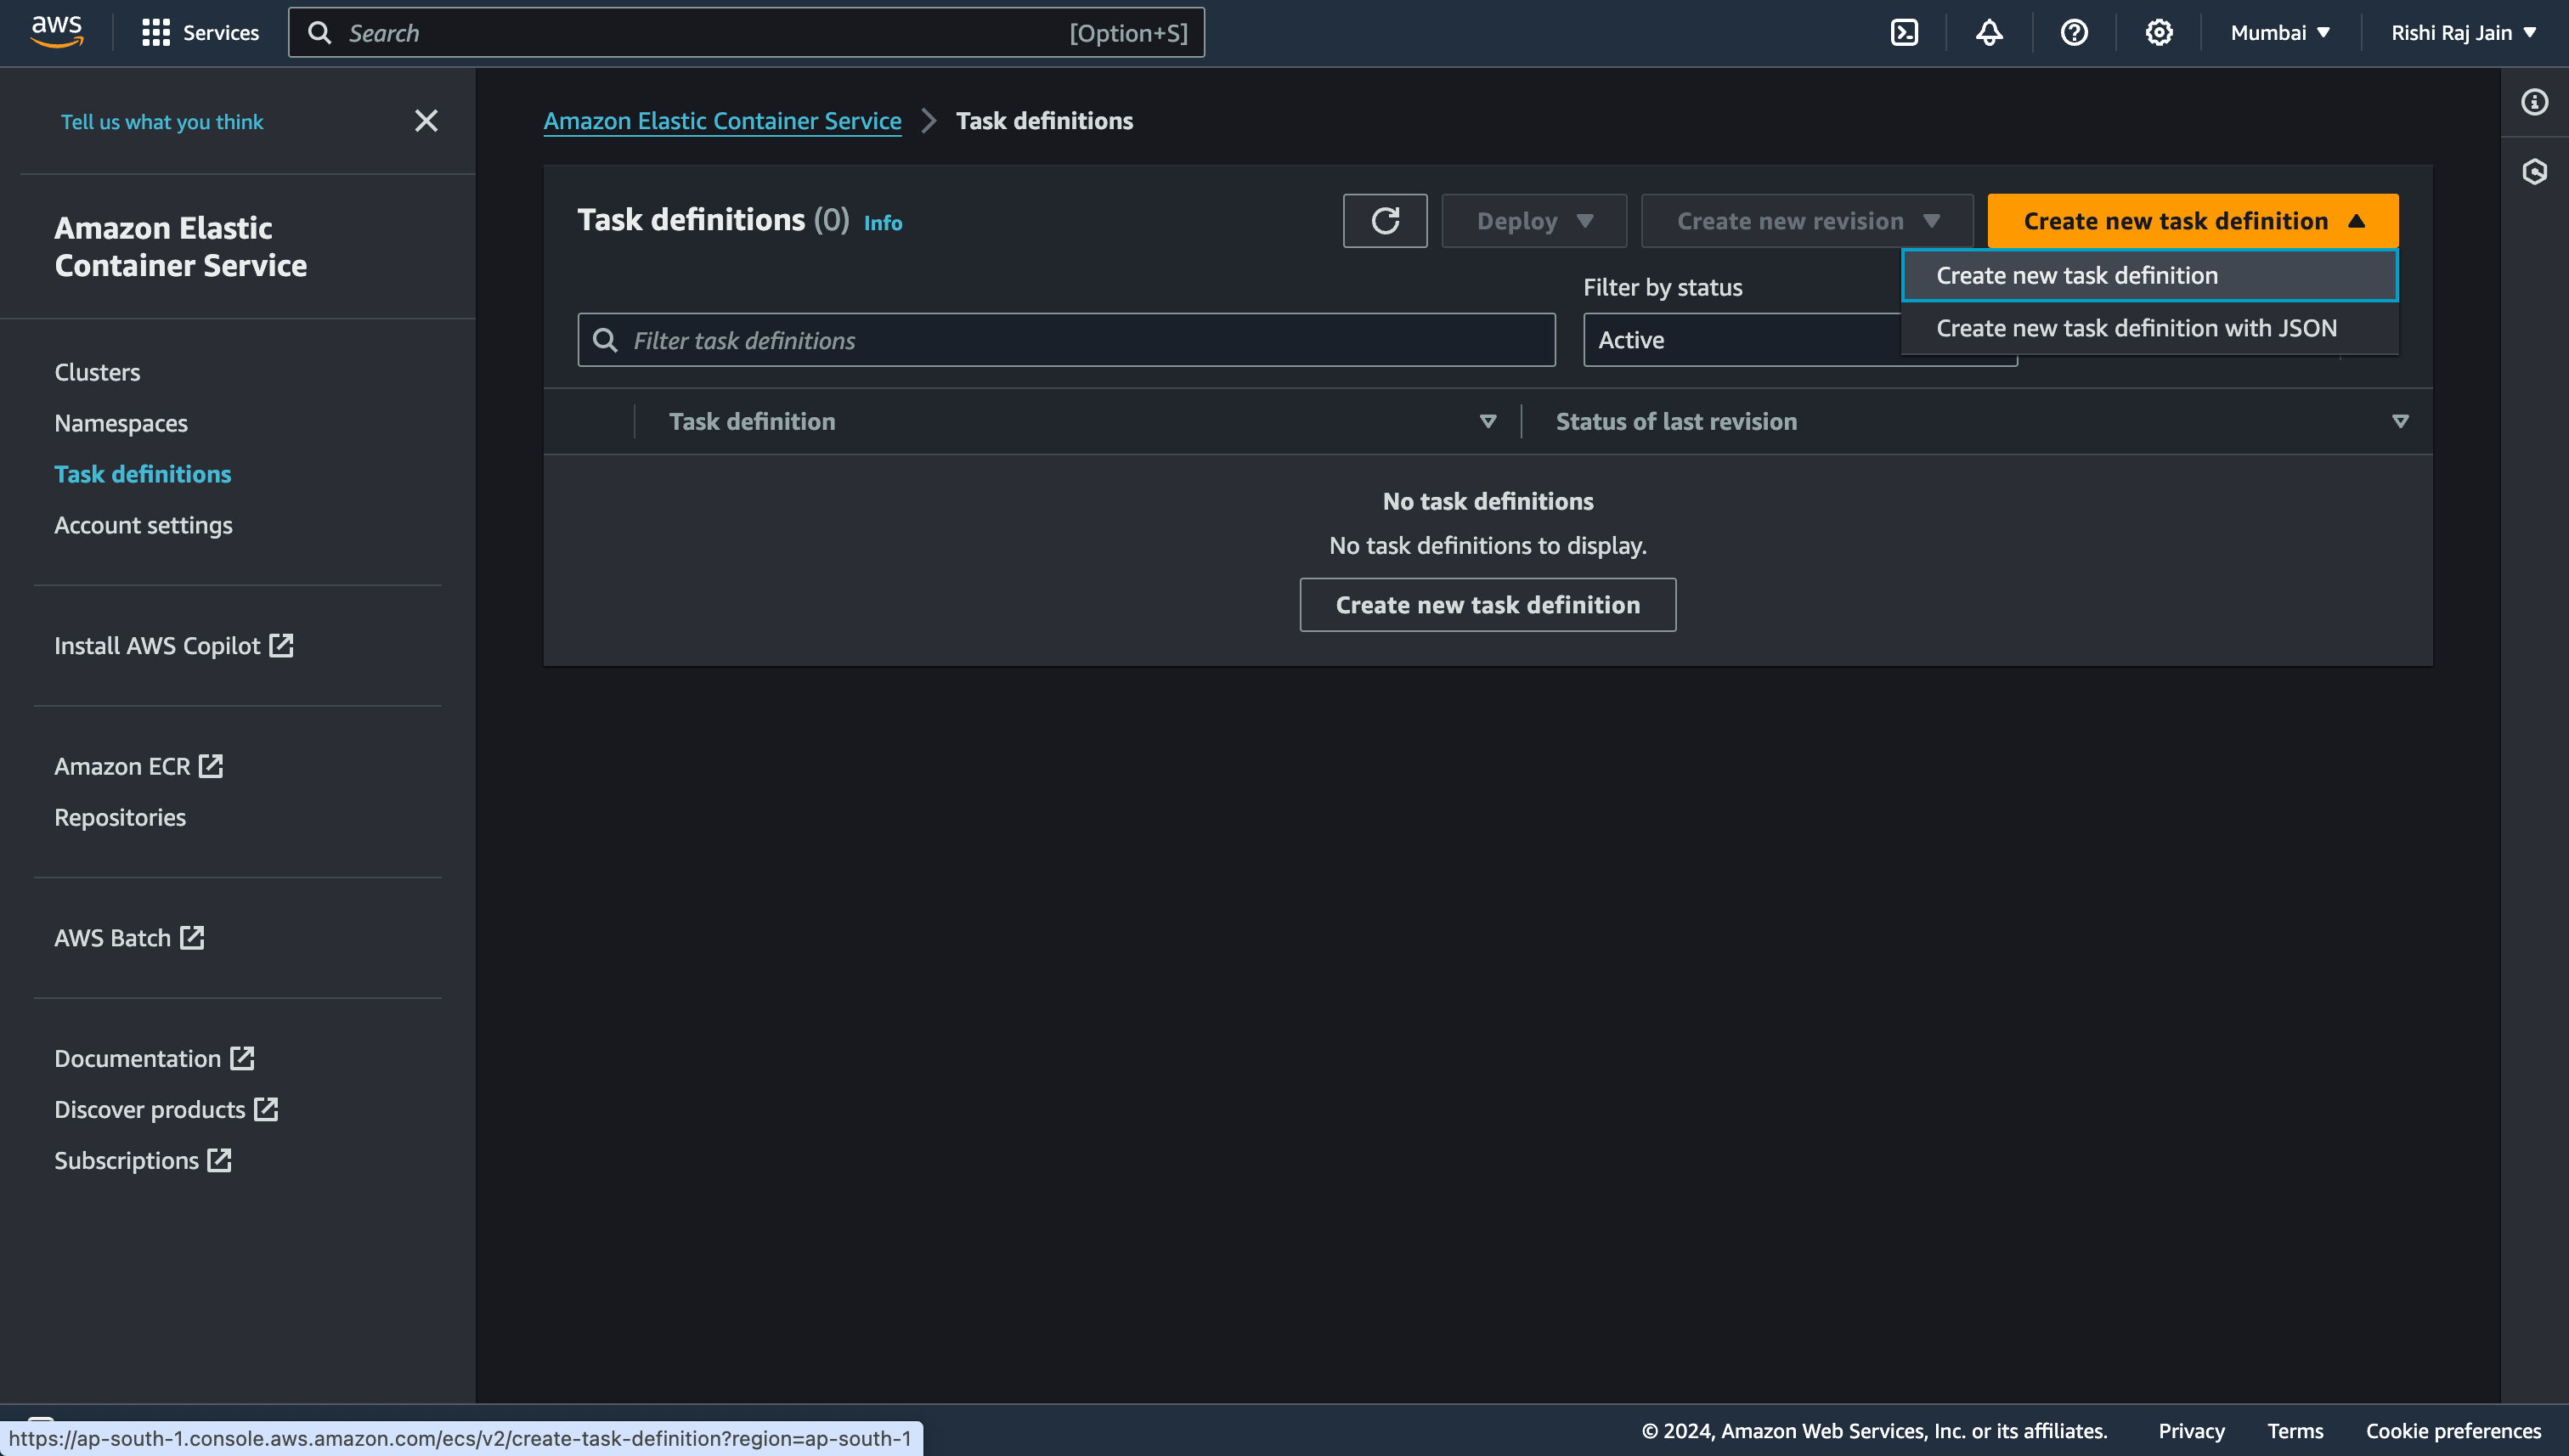 aws
Services
Search
[Option+S]
Mumbai
Rishi Raj Jain
Tell us what you think
Amazon Elastic
Container Service
Clusters
Namespaces
Task definitions
Account settings
Install AWS Copilot
Amazon ECR
Repositories
AWS Batch
Documentation
Discover products
Subscriptions
Amazon Elastic Container Service
Task definitions
Task definitions (0) Info
Deploy
Create new revision
Create new task definition
Create new task definition
Create new task definition with JSON
Filter by status
Filter task definitions
Active
Task definition
Status of last revision
No task definitions
No task definitions to display.
Create new task definition
https://ap-south-1.console.aws.amazon.com/ecs/v2/create-task-definition?region=ap-south-1
© 2024, Amazon Web Services, Inc. or its affiliates.
Privacy
Terms
Cookie preferences